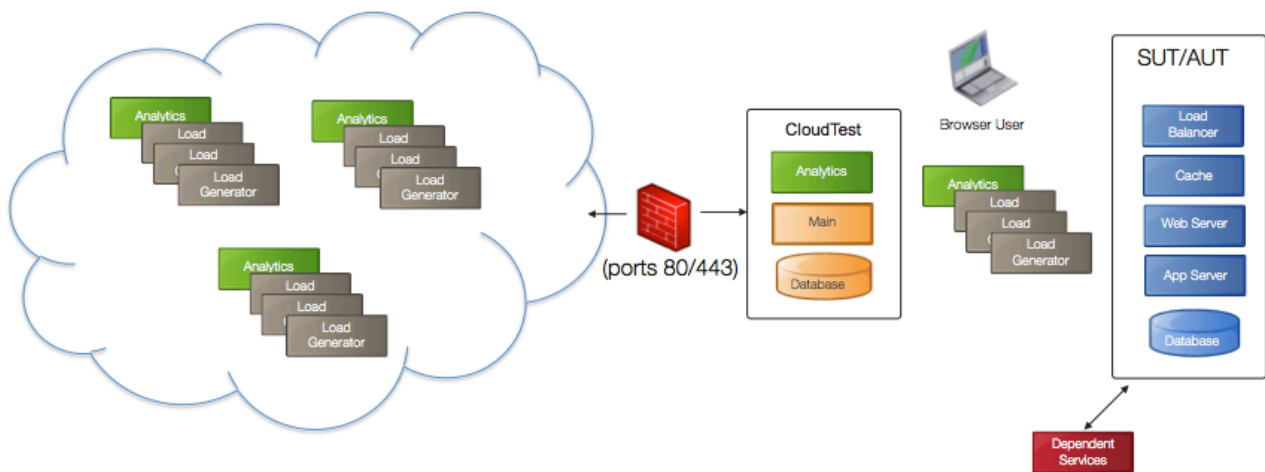 Analytics
Load
Load
G
Load
Generator
Analytics
Load
Load
G
Load
Generator
Analytics
Load
Load
G
Load
Generator
(ports 80/443)
CloudTest
Analytics
Main
Database
Browser User
Analytics
Load
Load
G
Load
Generator
SUT/AUT
Load
Balancer
Cache
Web Server
App Server
Database
Dependent
Services